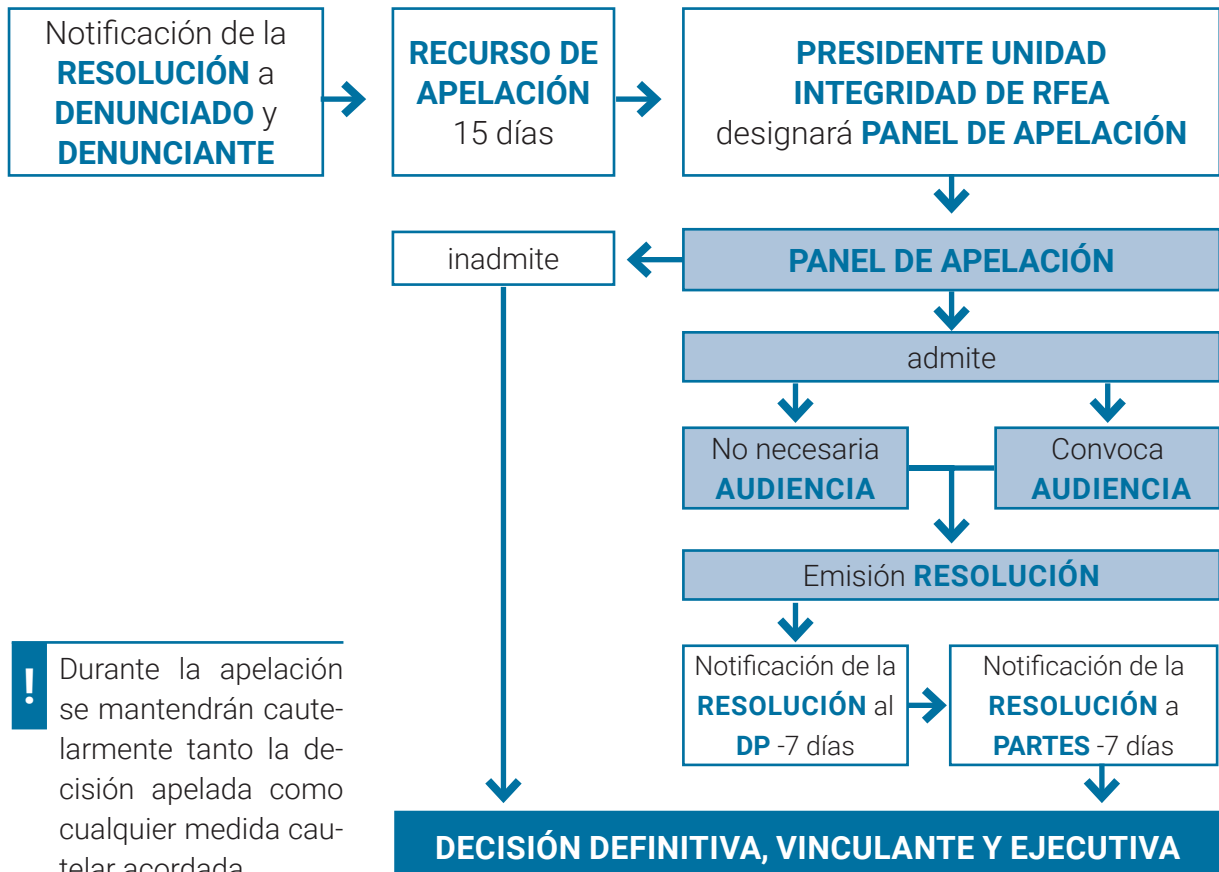 Notificación de la
RESOLUCIÓN a
DENUNCIADO y
DENUNCIANTE
RECURSO DE
APELACIÓN
15 días
PRESIDENTE UNIDAD
INTEGRIDAD DE RFEA
designará PANEL DE APELACIÓN
inadmite
PANEL DE APELACIÓN
admite
No necesaria
AUDIENCIA
Convoca
AUDIENCIA
Emisión RESOLUCIÓN
Notificación de la
RESOLUCIÓN al
DP -7 días
Notificación de la
RESOLUCIÓN a
PARTES -7 días
!
Durante la apelación
se mantendrán caute-
larmente tanto la de-
cisión apelada como
cualquier medida cau-
telar acordada
DECISIÓN DEFINITIVA, VINCULANTE Y EJECUTIVA